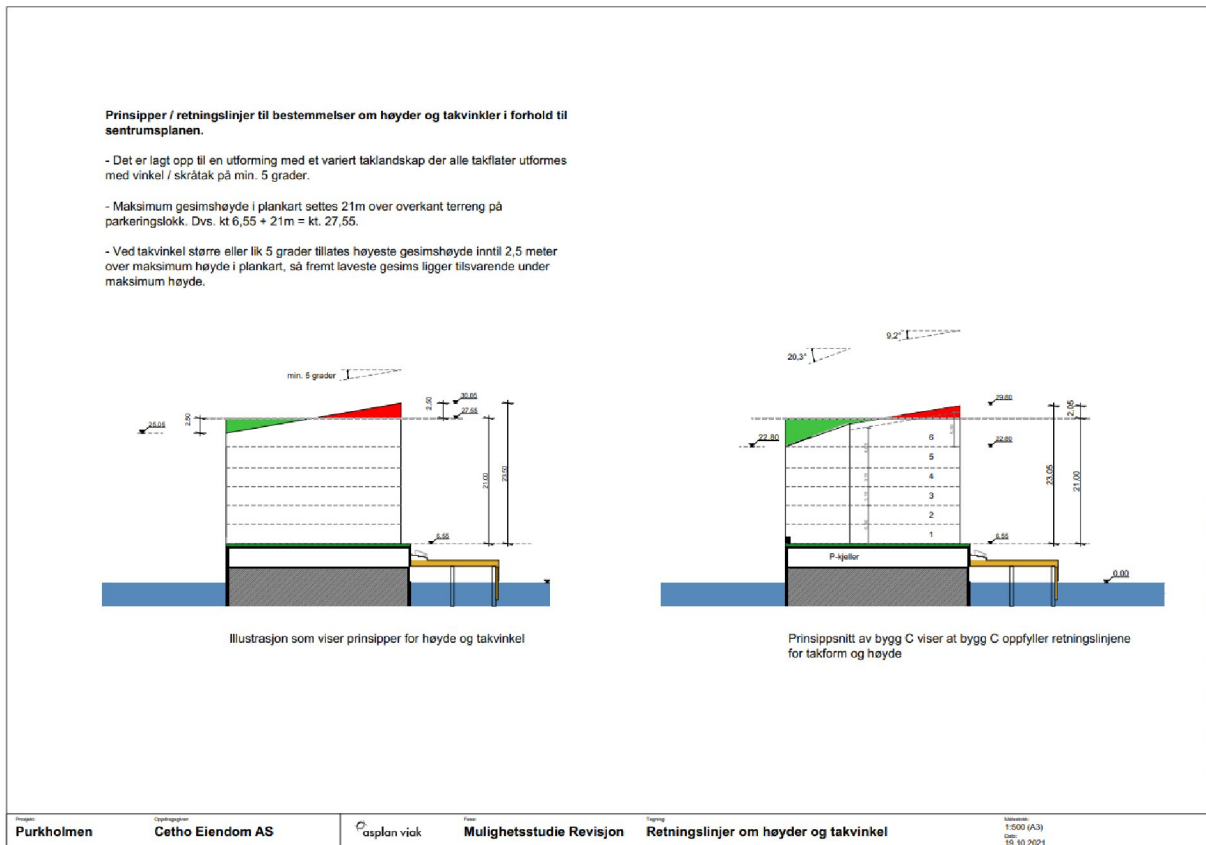 Prinsipper / retningslinjer til bestemmelser om høyder og takvinkler i forhold til
sentrumsplanen.
- Det er lagt opp til en utforming med et variert taklandskap der alle takflater utformes
med vinkel / skråtak på min. 5 grader.
- Maksimum gesimshøyde i plankart settes 21m over overkant terreng på
parkeringslokk. Dvs. kt 6,55 + 21m = kt. 27,55.
- Ved takvinkel større eller lik 5 grader tillates høyeste gesimshøyde inntil 2,5 meter
over maksimum høyde i plankart, så fremt laveste gesims ligger tilsvarende under
maksimum høyde.
min. 5 grader
30.05
27.55
2,50
25.05
2,50
21,00
23,50
6.55
Illustrasjon som viser prinsipper for høyde og takvinkel
9,2°
20,3°
29.60
2,05
22.80
22.60
6
5
4
3
2
1
23,05
21,00
6.55
P-kjeller
0.00
Prinsippsnitt av bygg C viser at bygg C oppfyller retningslinjene
for takform og høyde
Prosjekt:
Purkholmen
Oppdragsgiver:
Cetho Eiendom AS
asplan viak
Fase:
Mulighetsstudie Revisjon
Tegning:
Retningslinjer om høyder og takvinkel
Målestokk:
1:500 (A3)
Dato:
19.10.2021